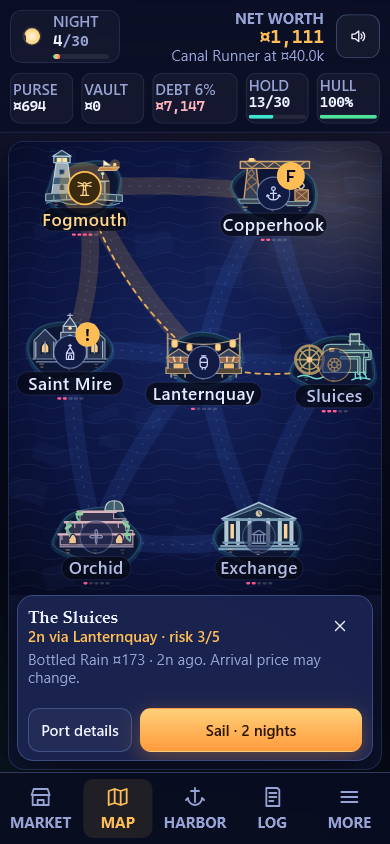 NIGHT
4/30
NET WORTH
¤1,111
Canal Runner at ¤40.0k
PURSE
¤694
VAULT
¤0
DEBT 6%
¤7,147
HOLD
13/30
HULL
100%
F
Fogmouth
Copperhook
!
Saint Mire
Lanternquay
Sluices
Orchid
Exchange
The Sluices
2n via Lanternquay · risk 3/5
Bottled Rain ¤173 · 2n ago. Arrival price may
change.
Port details
Sail · 2 nights
MARKET
MAP
HARBOR
LOG
MORE